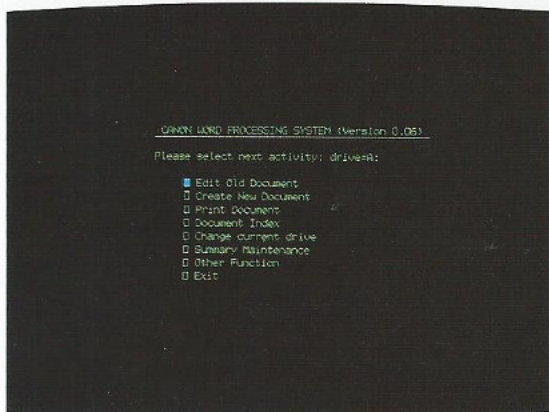 CANON WORD PROCESSING SYSTEM (Version 0.06)
Please select next activity: drive=A:
Edit Old Document
Create New Document
Print Document
Document Index
Change current drive
Summary Maintenance
Other Function
Exit